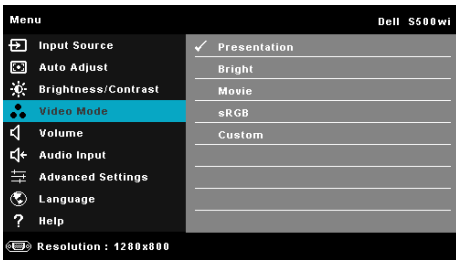 Menu Dell S500wi
Input Source
Auto Adjust
Brightness/Contrast
Video Mode
Volume
Audio Input
Advanced Settings
Language
Help
Presentation
Bright
Movie
sRGB
Custom
Resolution : 1280x800